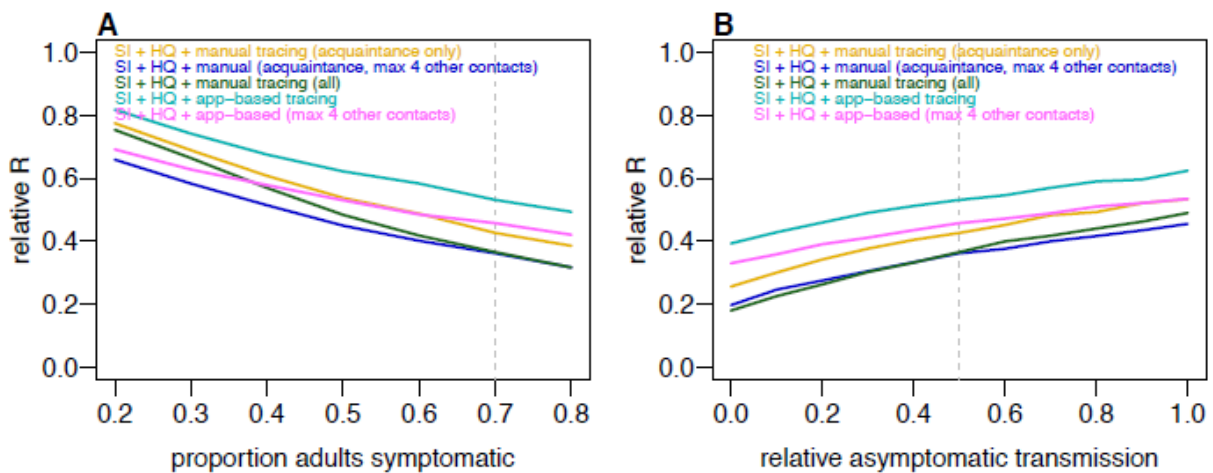 A
SI + HQ + manual tracing (acquaintance only)
SI + HQ + manual (acquaintance, max 4 other contacts)
SI + HQ + manual tracing (all)
SI + HQ + app-based tracing
SI + HQ + app-based (max 4 other contacts)
relative R
1.0
0.8
0.6
0.4
0.2
0.0
0.2 0.3 0.4 0.5 0.6 0.7 0.8
proportion adults symptomatic
B
SI + HQ + manual tracing (acquaintance only)
SI + HQ + manual (acquaintance, max 4 other contacts)
SI + HQ + manual tracing (all)
SI + HQ + app-based tracing
SI + HQ + app-based (max 4 other contacts)
relative R
1.0
0.8
0.6
0.4
0.2
0.0
0.0 0.2 0.4 0.6 0.8 1.0
relative asymptomatic transmission